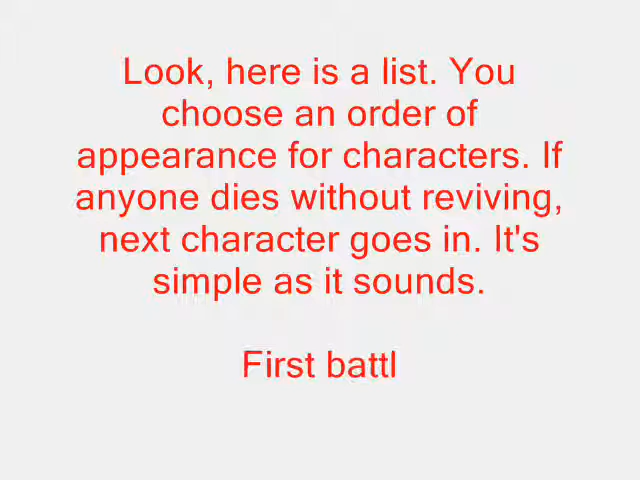 Look, here is a list. You
choose an order of
appearance for characters. If
anyone dies without reviving,
next character goes in. It's
simple as it sounds.
First battl